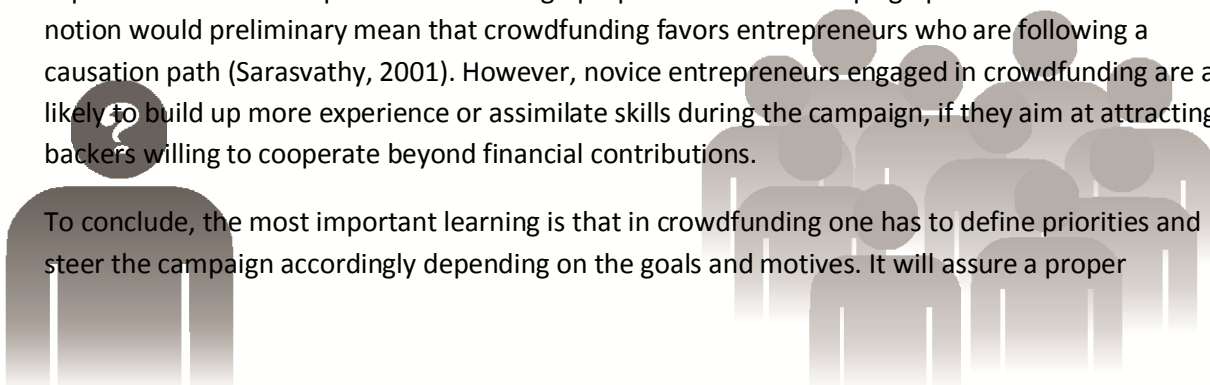 notion would preliminary mean that crowdfunding favors entrepreneurs who are following a
causation path (Sarasvathy, 2001). However, novice entrepreneurs engaged in crowdfunding are a
likely to build up more experience or assimilate skills during the campaign, if they aim at attracting
backers willing to cooperate beyond financial contributions.
To conclude, the most important learning is that in crowdfunding one has to define priorities and
steer the campaign accordingly depending on the goals and motives. It will assure a proper
?